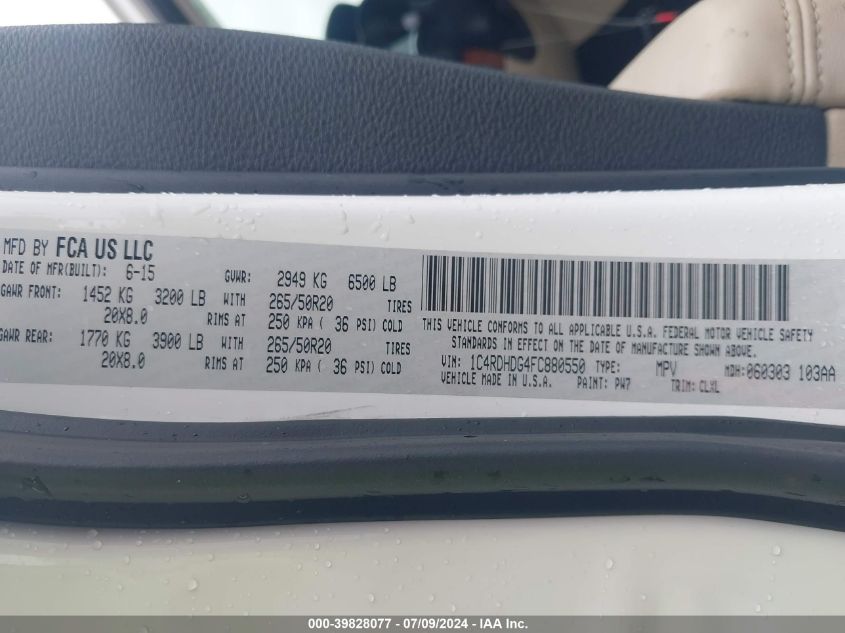 MFD BY FCA US LLC
DATE OF MFR(BUILT): 6-15 GVWR: 2949 KG 6500 LB
GAWR FRONT: 1452 KG 3200 LB WITH 265/50R20 TIRES
20X8.0 RIMS AT 250 KPA ( 36 PSI) COLD
GAWR REAR: 1770 KG 3900 LB WITH 265/50R20 TIRES
20X8.0 RIMS AT 250 KPA ( 36 PSI) COLD
THIS VEHICLE CONFORMS TO ALL APPLICABLE U.S.A. FEDERAL MOTOR VEHICLE SAFETY
STANDARDS IN EFFECT ON THE DATE OF MANUFACTURE SHOWN ABOVE.
VIN: 1C4RDHDG4FC880550 TYPE: MPV MDH: 060303 103AA
VEHICLE MADE IN U.S.A. PAINT: PW7 TRIM: CLXL
000-39828077 - 07/09/2024 - IAA Inc.